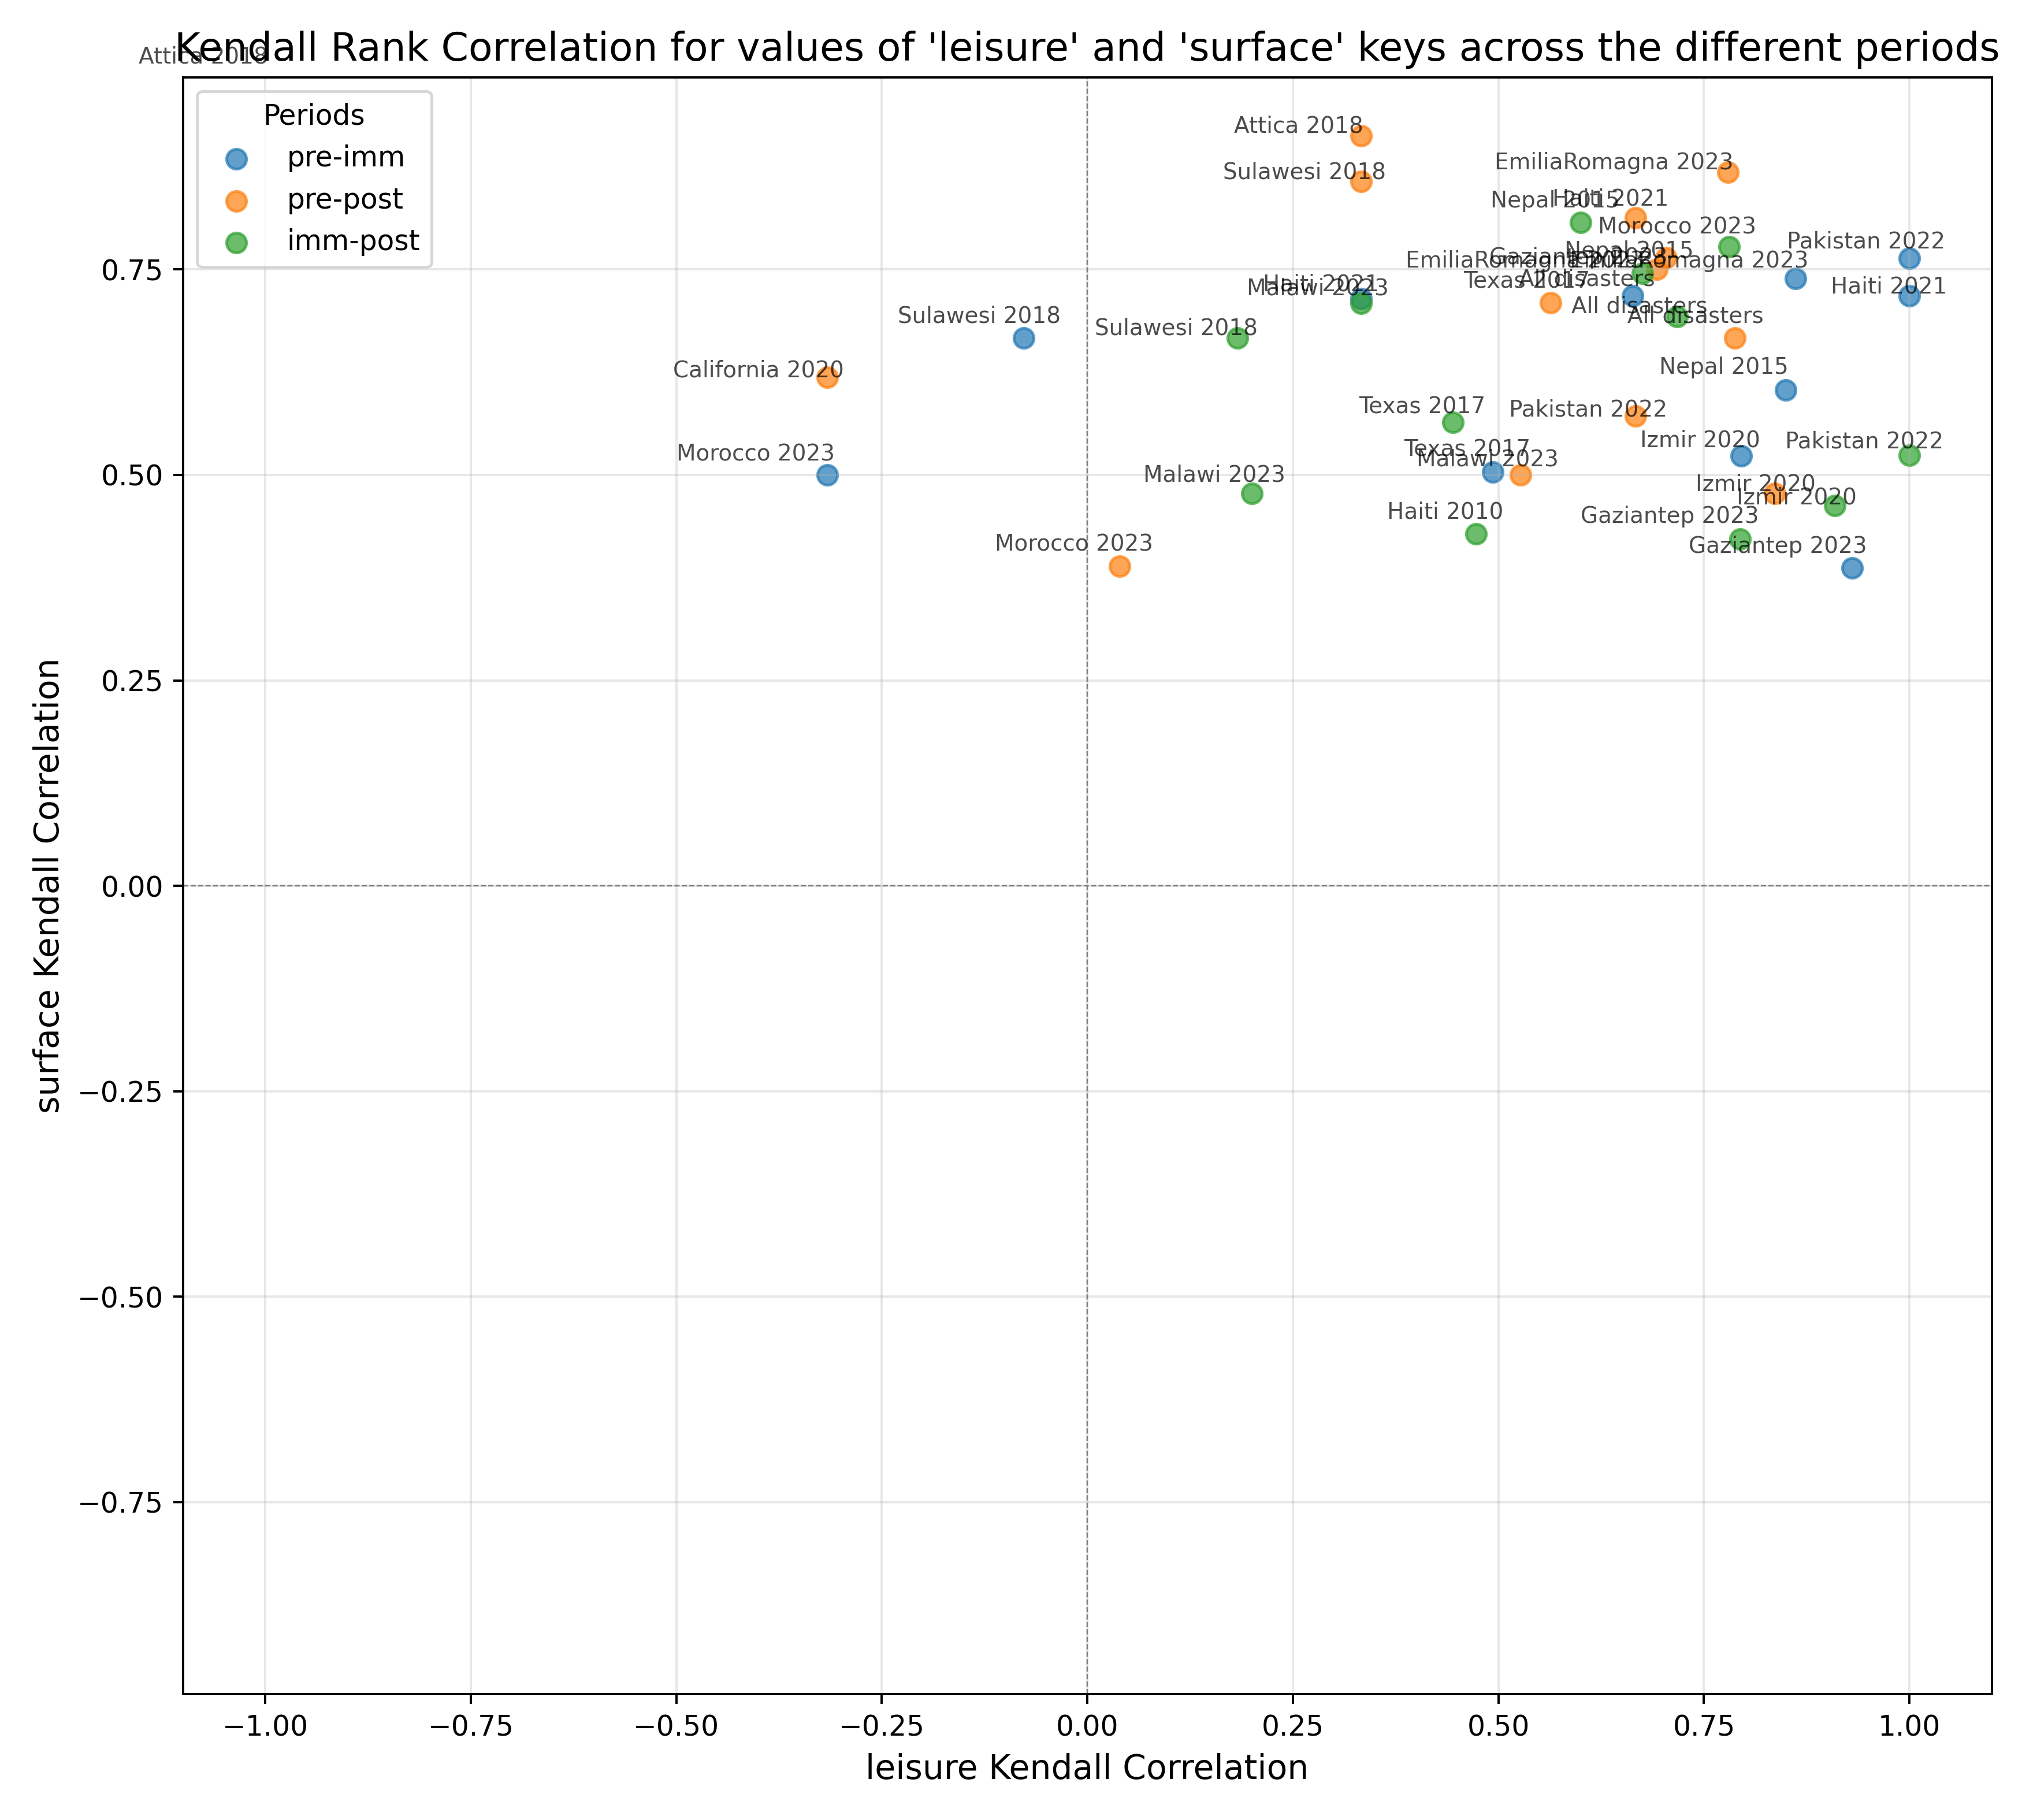 Attica 2018
Kendall Rank Correlation for values of 'leisure' and 'surface' keys across the different periods
Periods
pre-imm
pre-post
imm-post
Attica 2018
Sulawesi 2018
EmiliaRomagna 2023
Nepal 2015
Haiti 2021
Morocco 2023
Pakistan 2022
Nepal 2015
Gaziantep 2023
EmiliaRomagna 2023
EmiliaRomagna 2023
Haiti 2021
Malawi 2023
Texas 2017
All disasters
Haiti 2021
All disasters
All disasters
Sulawesi 2018
Sulawesi 2018
California 2020
Nepal 2015
Texas 2017
Pakistan 2022
Morocco 2023
Texas 2017
Malawi 2023
Izmir 2020
Pakistan 2022
Malawi 2023
Izmir 2020
Izmir 2020
Haiti 2010
Gaziantep 2023
Gaziantep 2023
Morocco 2023
0.75
0.50
0.25
0.00
−0.25
−0.50
−0.75
surface Kendall Correlation
−1.00
−0.75
−0.50
−0.25
0.00
0.25
0.50
0.75
1.00
leisure Kendall Correlation